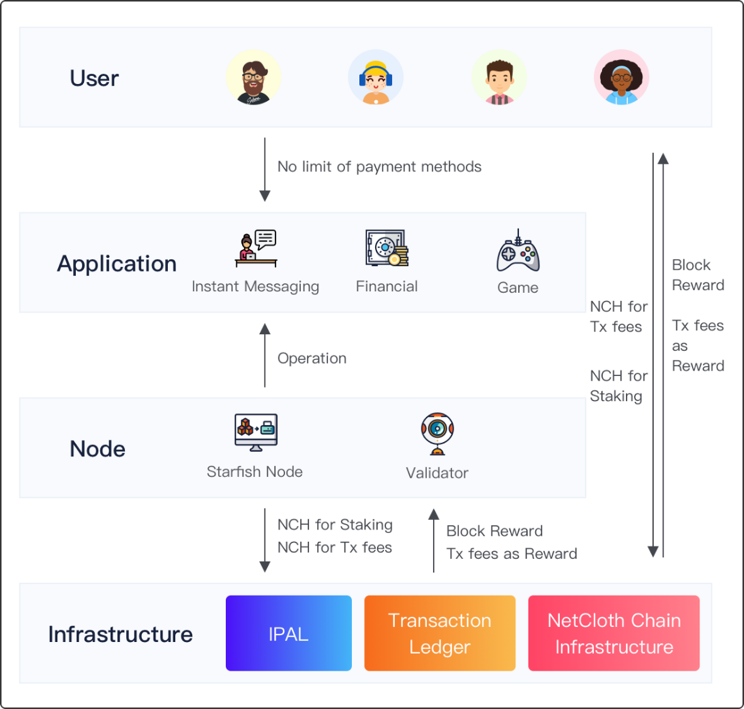 User
No limit of payment methods
Application
Instant Messaging
Financial
Game
Block
Reward
NCH for
Tx fees
Tx fees
as
Reward
NCH for
Staking
Operation
Node
Starfish Node
Validator
NCH for Staking
NCH for Tx fees
Block Reward
Tx fees as Reward
Infrastructure
IPAL
Transaction
Ledger
NetCloth Chain
Infrastructure